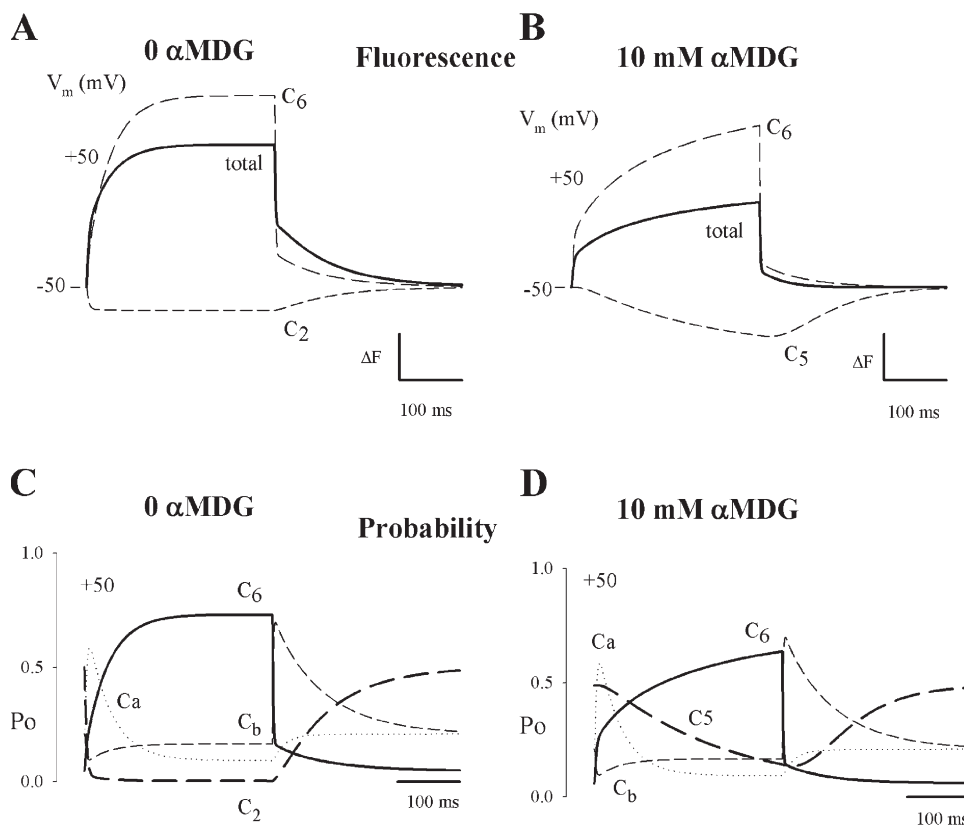 A
B
0 αMDG
Fluorescence
10 mM αMDG
Vm (mV)
C6
+50
total
-50
C2
ΔF
100 ms
Vm (mV)
C6
+50
total
-50
C5
ΔF
100 ms
C
D
0 αMDG
Probability
10 mM αMDG
1.0
+50
C6
0.5
Ca
Po
Cb
0.0
C2
100 ms
1.0
+50
Ca
C6
0.5
C5
Po
Cb
0.0
100 ms